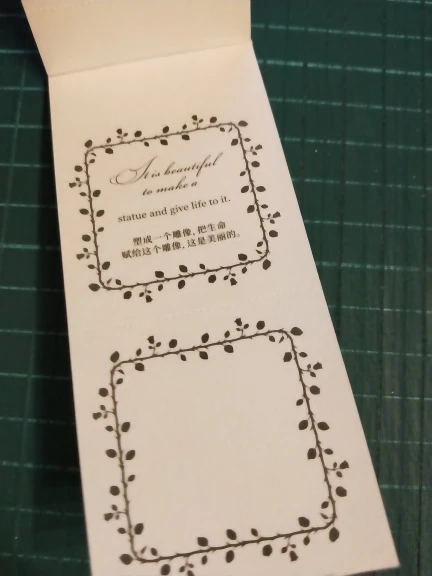 It is beautiful
to make a
statue and give life to it.
塑成一个雕像，把生命
赋给这个雕像，这是美丽的。